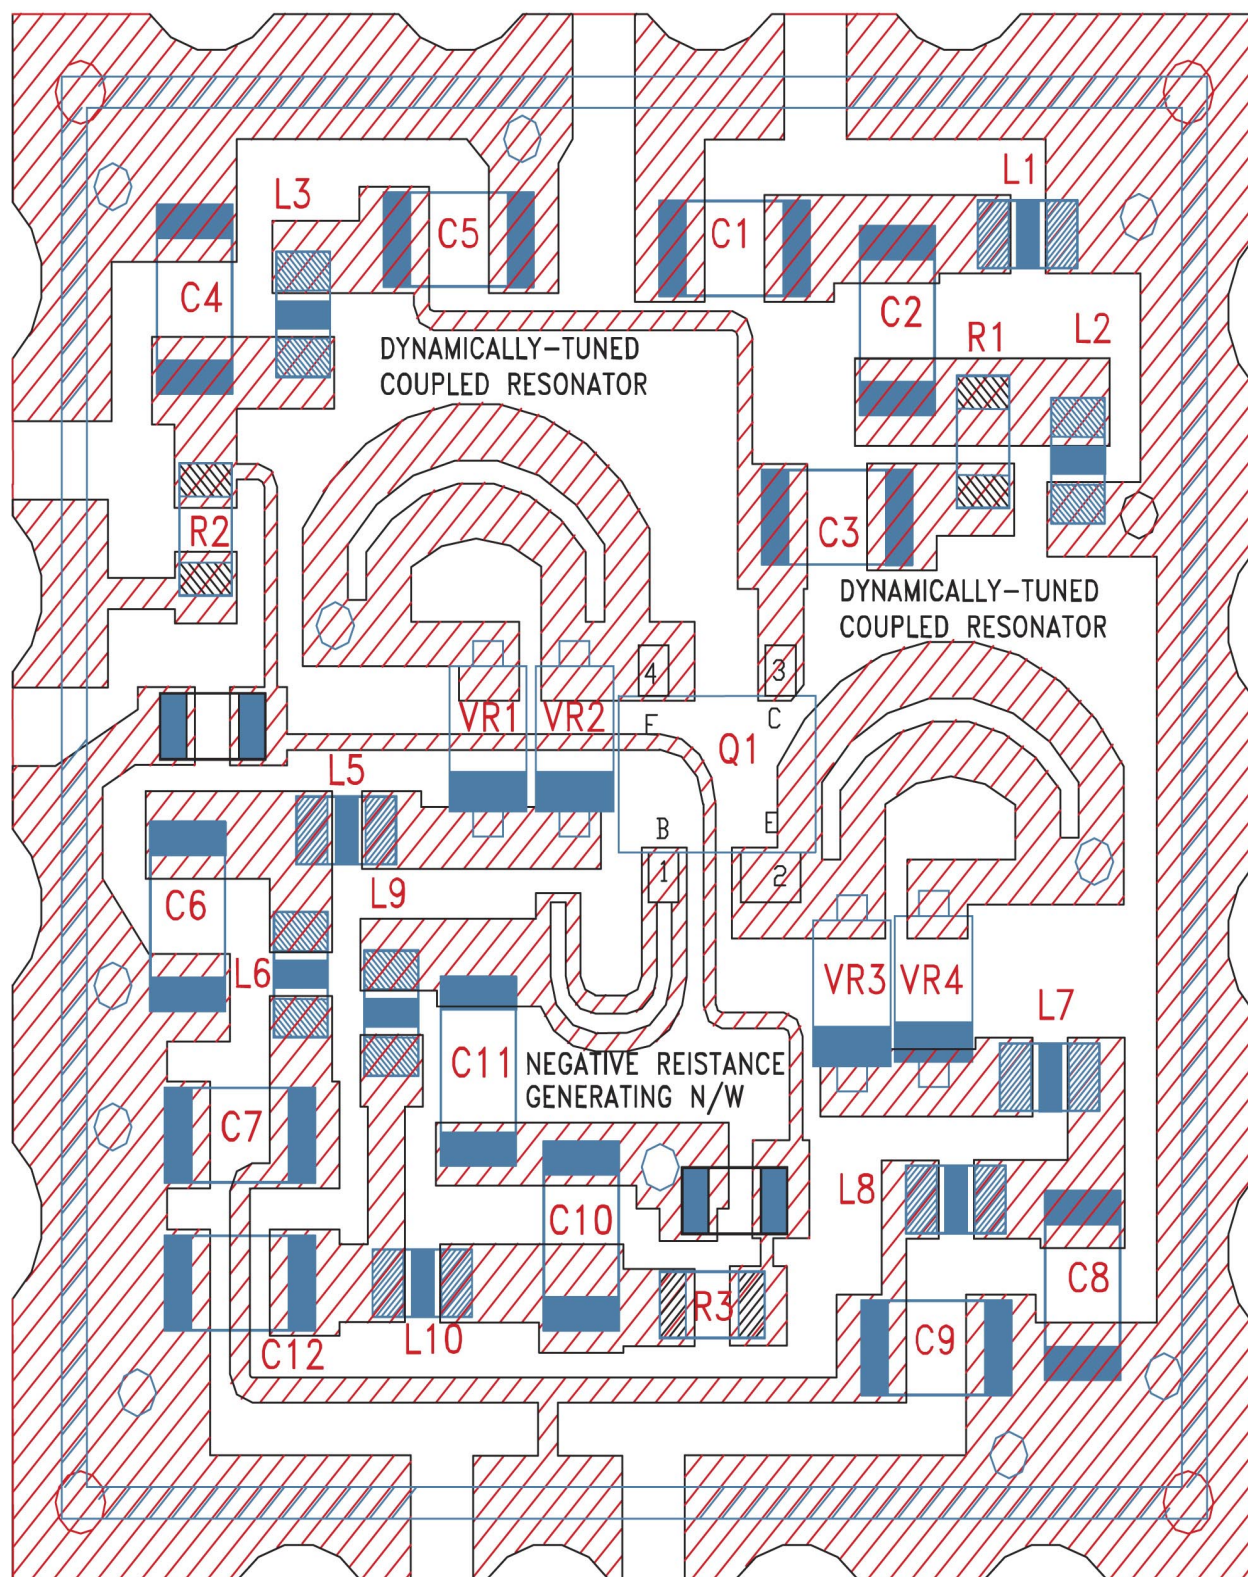 L1
L3
C5
C1
C4
C2
R1
L2
DYNAMICALLY-TUNED
COUPLED RESONATOR
R2
C3
DYNAMICALLY-TUNED
COUPLED RESONATOR
4
3
VR1
VR2
E
C
Q1
L5
B
E
1
2
L9
C6
L6
VR3
VR4
L7
C11
NEGATIVE REISTANCE
GENERATING N/W
C7
L8
C10
C8
R3
C12
L10
C9